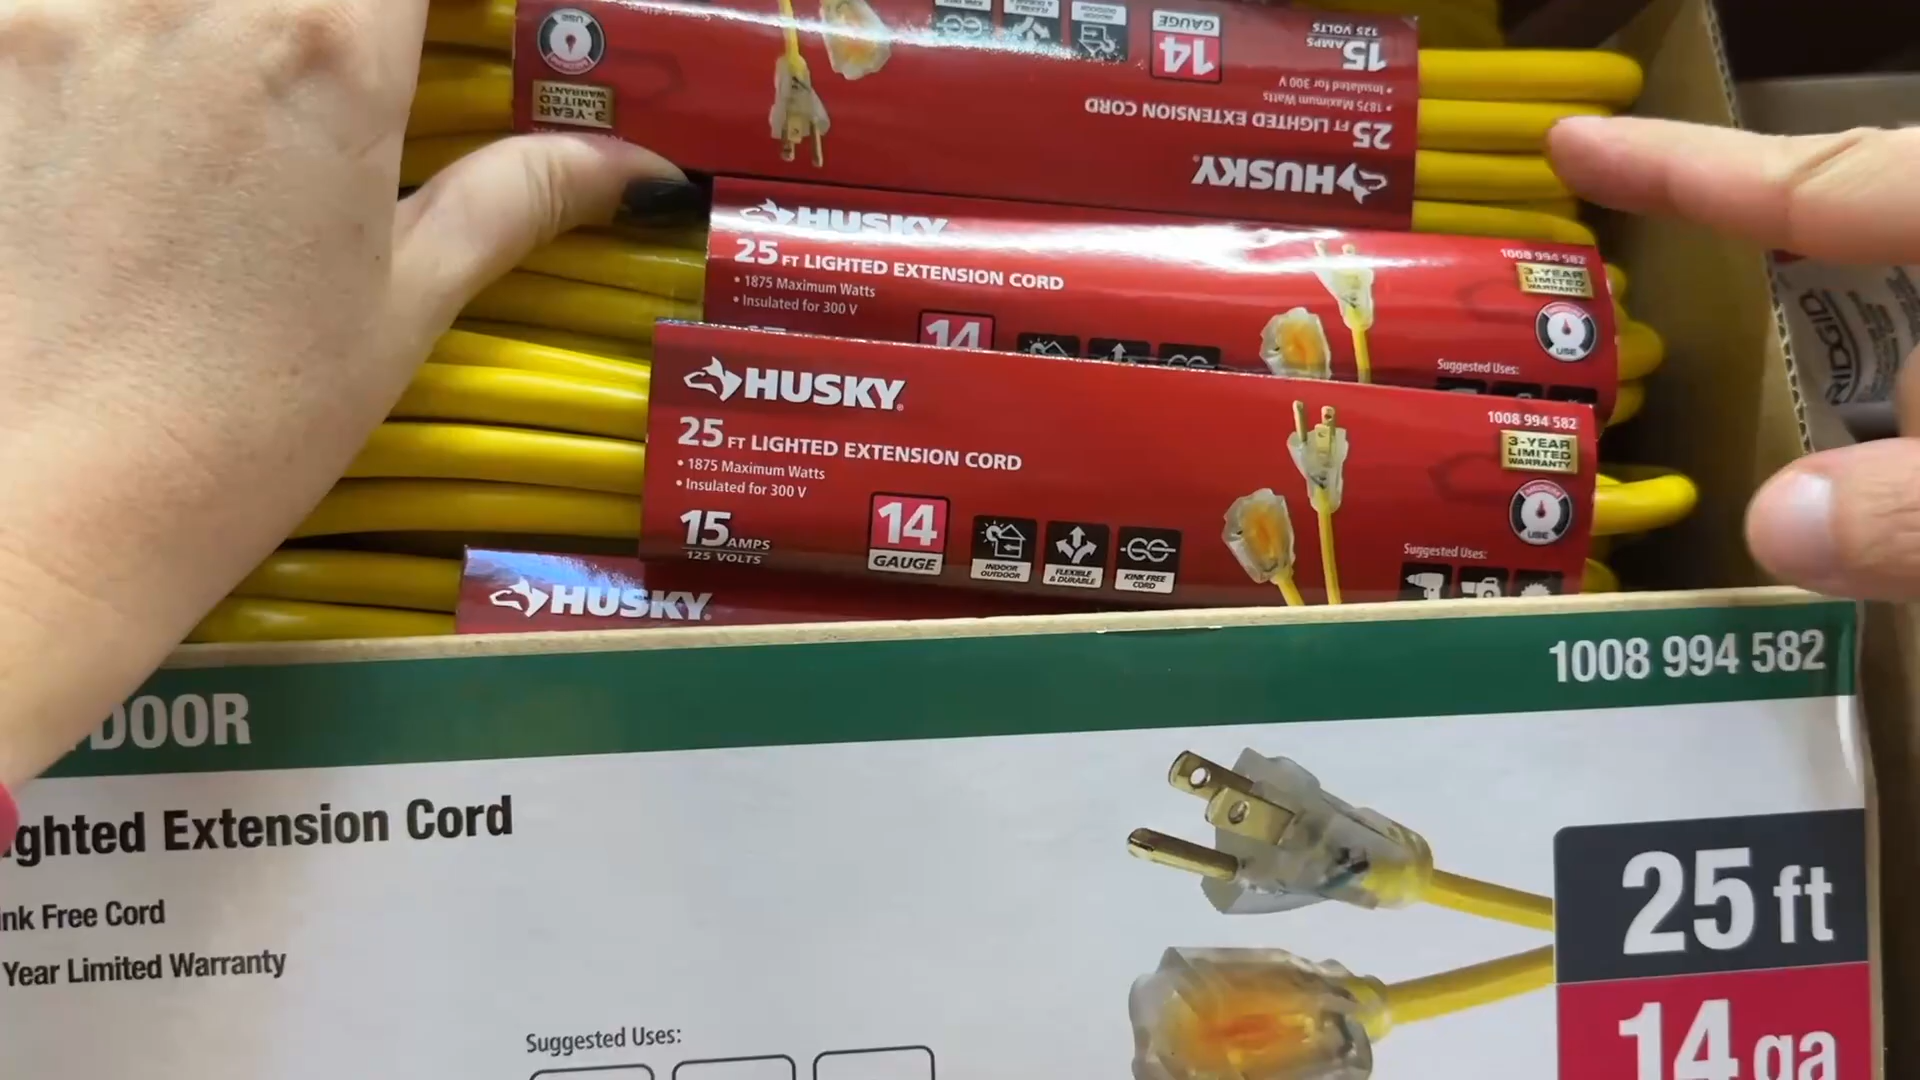 USE
3-YEAR
LIMITED
WARRANTY
14
GAUGE
15 AMPS
125 VOLTS
• Insulated for 300 V
• 1875 Maximum Watts
25 FT LIGHTED EXTENSION CORD
HUSKY
HUSKY
25 FT LIGHTED EXTENSION CORD
• 1875 Maximum Watts
• Insulated for 300 V
14
1008 994 582
3-YEAR
LIMITED
WARRANTY
USE
Suggested Uses:
HUSKY®
25 FT LIGHTED EXTENSION CORD
• 1875 Maximum Watts
• Insulated for 300 V
15 AMPS
125 VOLTS
14
GAUGE
INDOOR
OUTDOOR
FLEXIBLE
& DURABLE
KINK FREE
CORD
1008 994 582
3-YEAR
LIMITED
WARRANTY
USE
Suggested Uses:
HUSKY®
RIDGID
DOOR
1008 994 582
ghted Extension Cord
ink Free Cord
Year Limited Warranty
Suggested Uses:
25 ft
14 ga